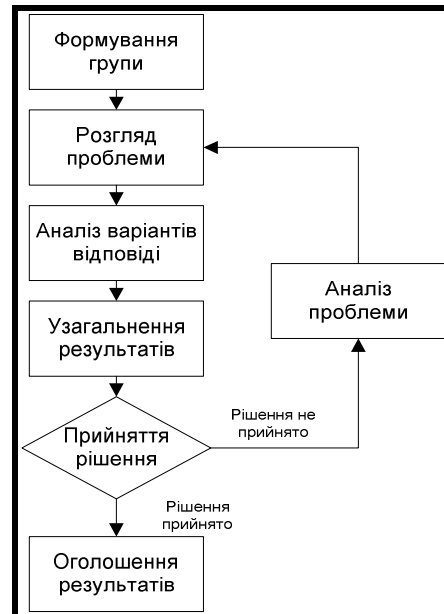 Формування
групи
Розгляд
проблеми
Аналіз варіантів
відповіді
Аналіз
проблеми
Узагальнення
результатів
Прийняття
рішення
Рішення не
прийнято
Рішення
прийнято
Оголошення
результатів